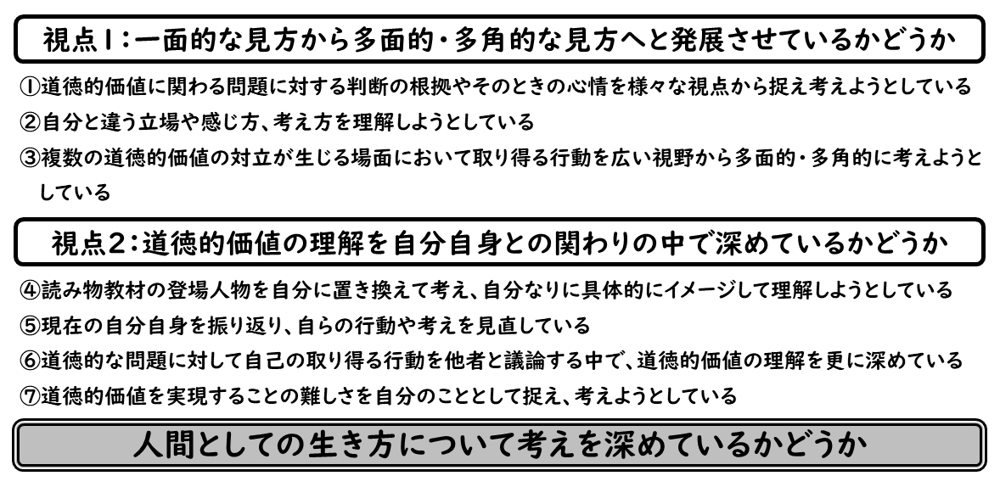 視点1：一面的な見方から多面的・多角的な見方へと発展させているかどうか
①道徳的価値に関わる問題に対する判断の根拠やそのときの心情を様々な視点から捉え考えようとしている
②自分と違う立場や感じ方、考え方を理解しようとしている
③複数の道徳的価値の対立が生じる場面において取り得る行動を広い視野から多面的・多角的に考えようと
している
視点2：道徳的価値の理解を自分自身との関わりの中で深めているかどうか
④読み物教材の登場人物を自分に置き換えて考え、自分なりに具体的にイメージして理解しようとしている
⑤現在の自分自身を振り返り、自らの行動や考えを見直している
⑥道徳的な問題に対して自己の取り得る行動を他者と議論する中で、道徳的価値の理解を更に深めている
⑦道徳的価値を実現することの難しさを自分のこととして捉え、考えようとしている
人間としての生き方について考えを深めているかどうか